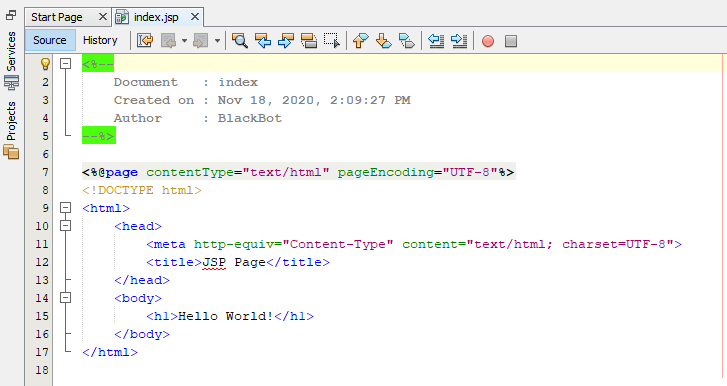 Start Page
index.jsp
Source
History
Services
Projects
<%--
2     Document   : index
3     Created on : Nov 18, 2020, 2:09:27 PM
4     Author     : BlackBot
5 --%>
6
7 <%@page contentType="text/html" pageEncoding="UTF-8"%>
8 <!DOCTYPE html>
9 <html>
10     <head>
11         <meta http-equiv="Content-Type" content="text/html; charset=UTF-8">
12         <title>JSP Page</title>
13     </head>
14     <body>
15         <h1>Hello World!</h1>
16     </body>
17 </html>
18